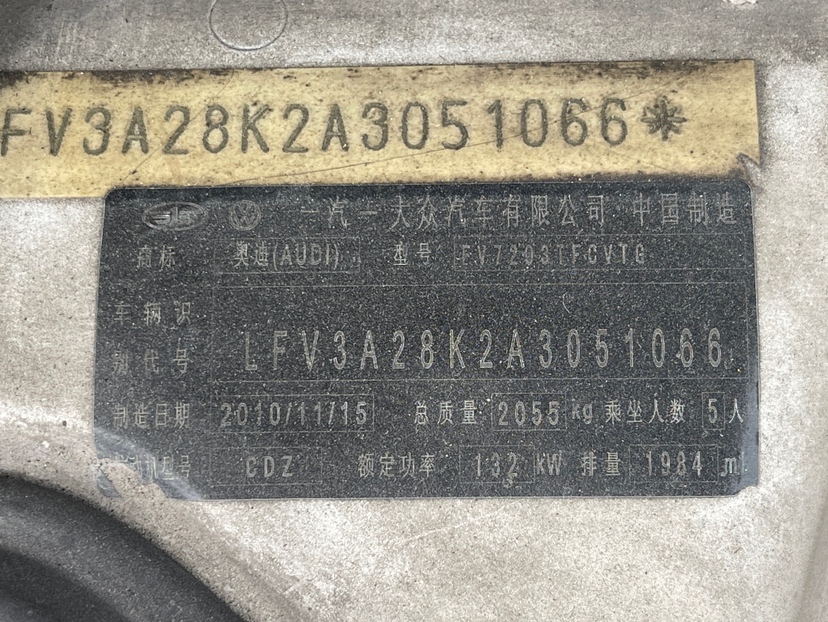 FV3A28K2A3051066*
一汽一大众汽车有限公司 中国制造
商标 奥迪(AUDI) 型号 FV7203TFCVTG
车辆识
别代号 LFV3A28K2A3051066
制造日期 2010/11/15 总质量 2055 kg 乘坐人数 5 人
发动机型号 CDZ 额定功率 132 kW 排量 1984 ml